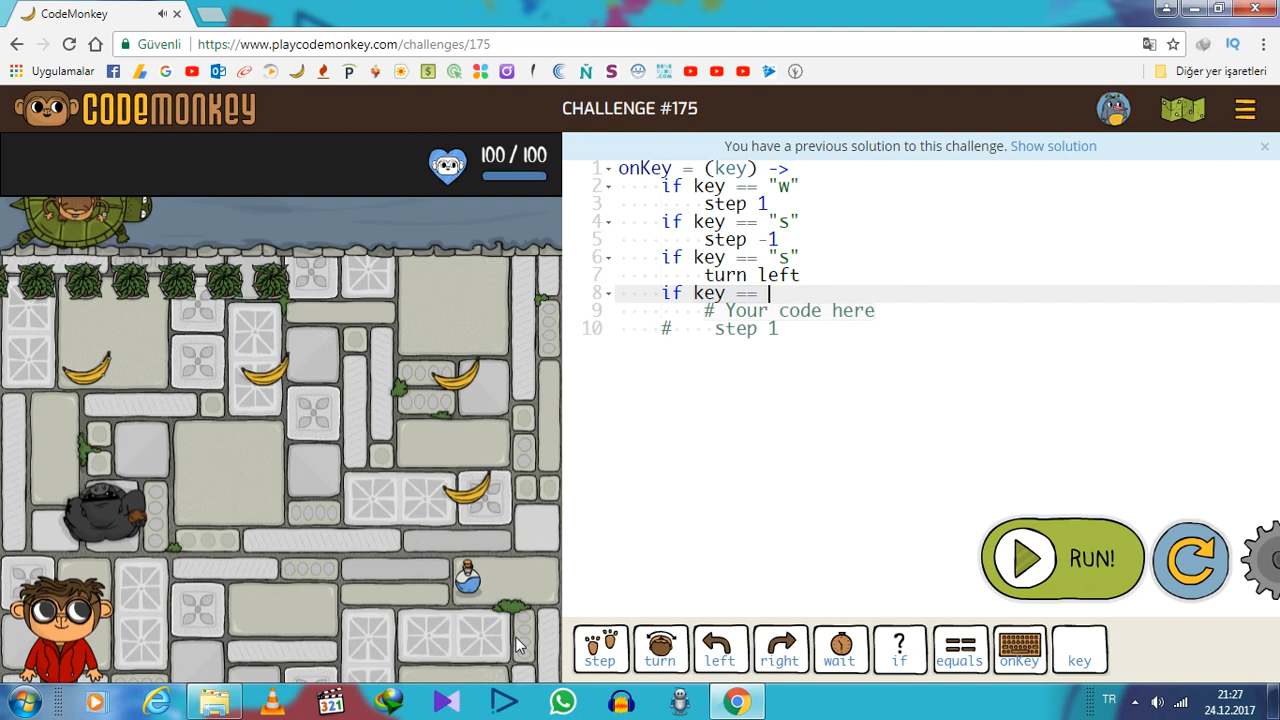 CodeMonkey
Güvenli https://www.playcodemonkey.com/challenges/175
IQ
Uygulamalar
Diğer yer işaretleri
CODEMONKEY
CHALLENGE #175
100 / 100
You have a previous solution to this challenge. Show solution
1 onKey = (key) ->
2 if key == "w"
3 step 1
4 if key == "s"
5 step -1
6 if key == "s"
7 turn left
8 if key ==
9 # Your code here
10 # step 1
RUN!
step turn left right wait if equals onKey key
TR
21:27
24.12.2017
321